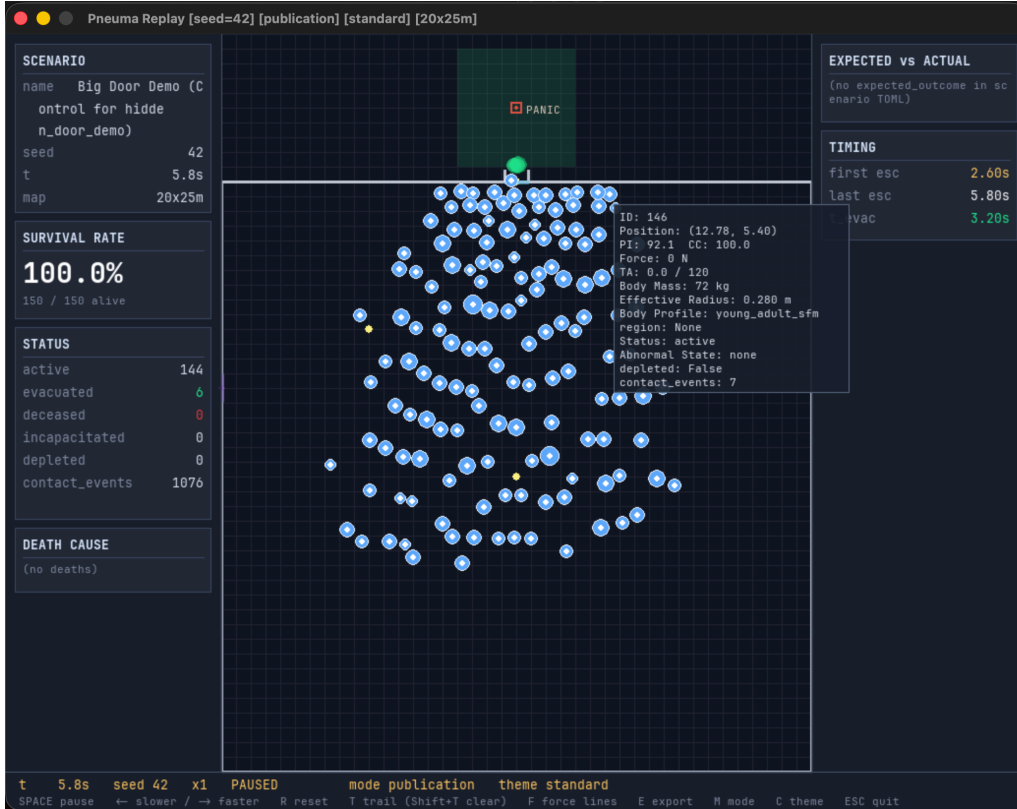 Pneuma Replay [seed=42] [publication] [standard] [20x25m]
SCENARIO
name Big Door Demo (C
ontrol for hidde
n_door_demo)
seed 42
t 5.8s
map 20x25m
SURVIVAL RATE
100.0%
150 / 150 alive
STATUS
active 144
evacuated 6
deceased 0
incapacitated 0
depleted 0
contact_events 1076
DEATH CAUSE
(no deaths)
PANIC
ID: 146
Position: (12.78, 5.40)
PI: 92.1 CC: 100.0
Force: 0 N
TA: 0.0 / 120
Body Mass: 72 kg
Effective Radius: 0.280 m
Body Profile: young_adult_sfm
region: None
Status: active
Abnormal State: none
depleted: False
contact_events: 7
EXPECTED vs ACTUAL
(no expected_outcome in sc
enario TOML)
TIMING
first esc 2.60s
last esc 5.80s
t_evac 3.20s
t 5.8s seed 42 x1 PAUSED mode publication theme standard
SPACE pause ← slower / → faster R reset T trail (Shift+T clear) F force lines E export M mode C theme ESC quit